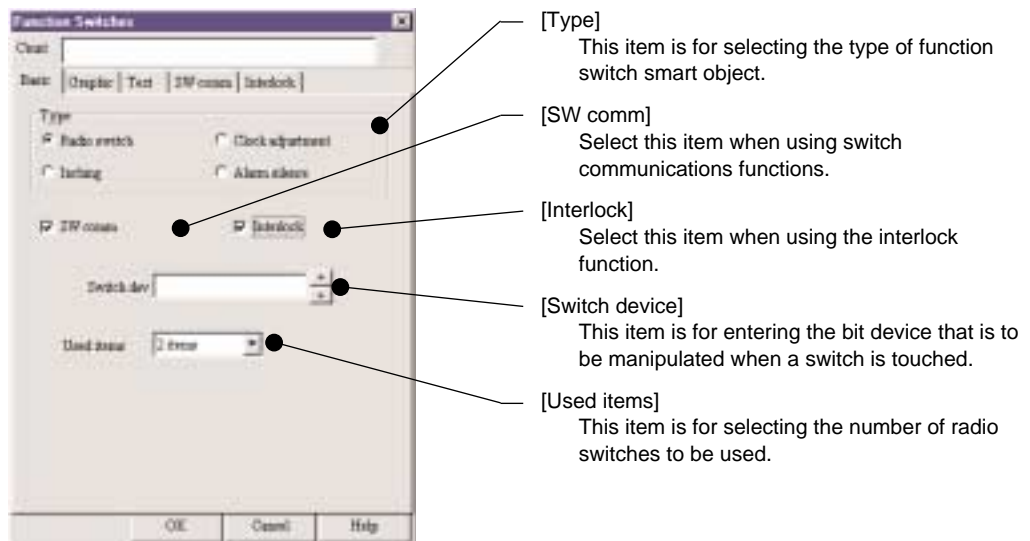 Function Switches
Basic Graphic Text SW comm Interlock
Type
Radio switch Clock adjustment
Inching Alarm silence
SW comm Interlock
Switch dev
Used items 2 items
OK Cancel Help
[Type]
This item is for selecting the type of function
switch smart object.
[SW comm]
Select this item when using switch
communications functions.
[Interlock]
Select this item when using the interlock
function.
[Switch device]
This item is for entering the bit device that is to
be manipulated when a switch is touched.
[Used items]
This item is for selecting the number of radio
switches to be used.